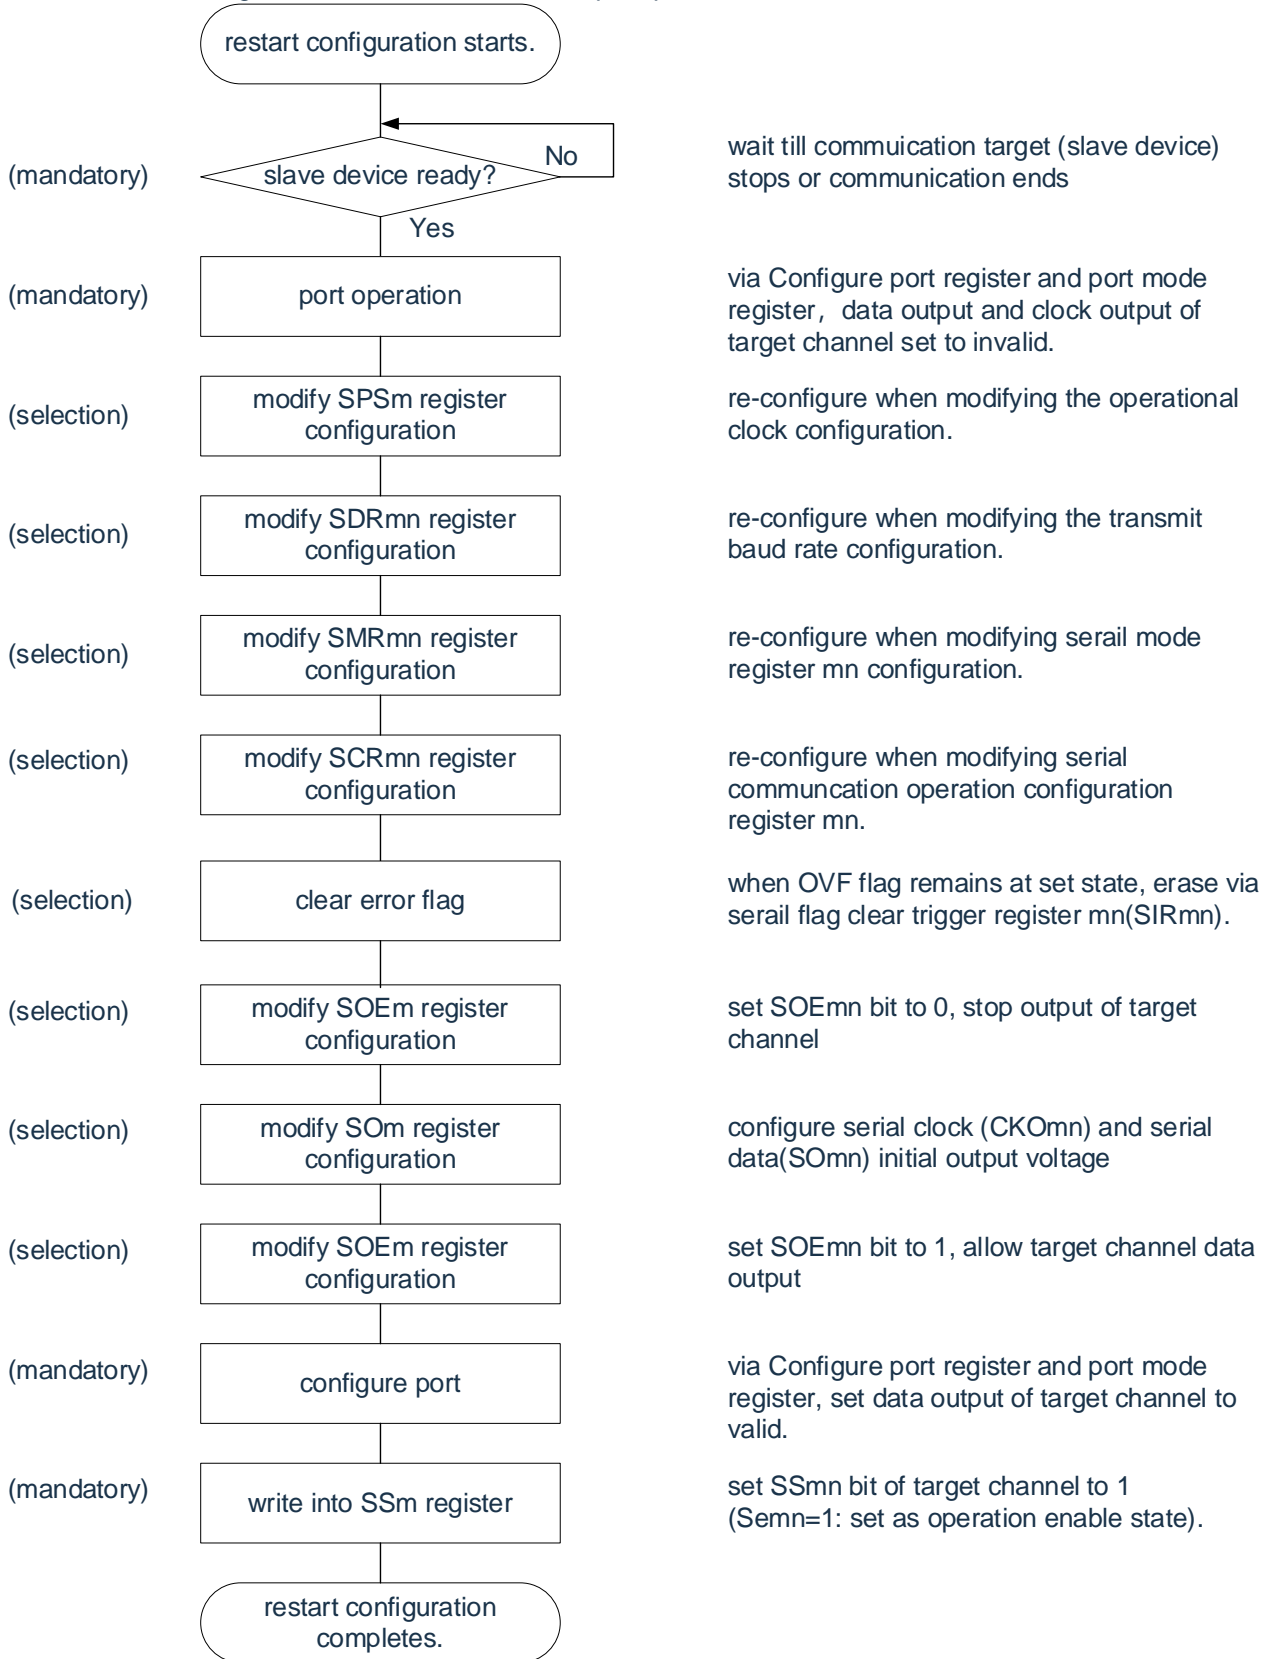 restart configuration starts.
No
(mandatory)
slave device ready?
wait till commuication target (slave device)
stops or communication ends
Yes
(mandatory)
port operation
via Configure port register and port mode
register，data output and clock output of
target channel set to invalid.
(selection)
modify SPSm register
configuration
re-configure when modifying the operational
clock configuration.
(selection)
modify SDRmn register
configuration
re-configure when modifying the transmit
baud rate configuration.
(selection)
modify SMRmn register
configuration
re-configure when modifying serail mode
register mn configuration.
(selection)
modify SCRmn register
configuration
re-configure when modifying serial
communcation operation configuration
register mn.
(selection)
clear error flag
when OVF flag remains at set state, erase via
serail flag clear trigger register mn(SIRmn).
(selection)
modify SOEm register
configuration
set SOEmn bit to 0, stop output of target
channel
(selection)
modify SOm register
configuration
configure serial clock (CKOmn) and serial
data(SOmn) initial output voltage
(selection)
modify SOEm register
configuration
set SOEmn bit to 1, allow target channel data
output
(mandatory)
configure port
via Configure port register and port mode
register, set data output of target channel to
valid.
(mandatory)
write into SSm register
set SSmn bit of target channel to 1
(Semn=1: set as operation enable state).
restart configuration
completes.